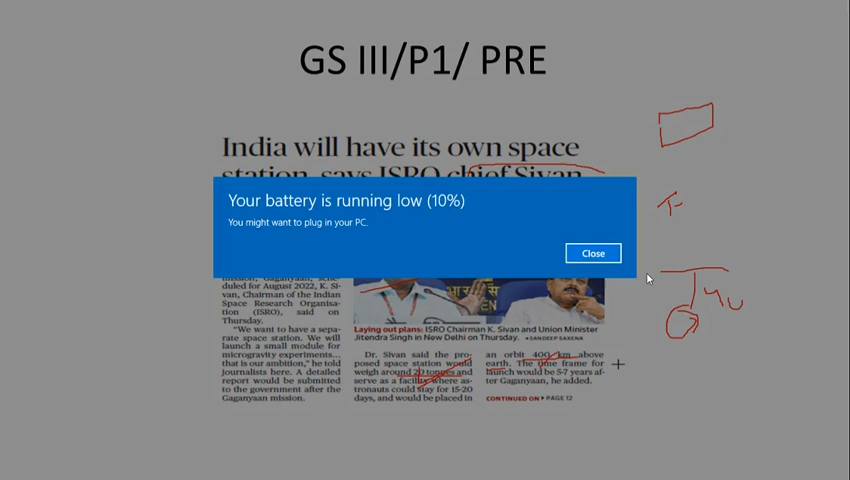 GS III/P1/ PRE
India will have its own space
station, says ISRO chief Sivan
Your battery is running low (10%)
You might want to plug in your PC.
Close
mission, Gaganyaan, sche-
duled for August 2022, K. Si-
van, Chairman of the Indian
Space Research Organisa-
tion (ISRO), said on
Thursday.
“We want to have a sepa-
rate space station. We will
launch a small module for
microgravity experiments...
that is our ambition,” he told
journalists here. A detailed
report would be submitted
to the government after the
Gaganyaan mission.
Laying out plans: ISRO Chairman K. Sivan and Union Minister
Jitendra Singh in New Delhi on Thursday. •SANDEEP SAXENA
Dr. Sivan said the pro-
posed space station would
weigh around 20 tonnes and
serve as a facility where as-
tronauts could stay for 15-20
days, and would be placed in
an orbit 400 km above
earth. The time frame for
launch would be 5-7 years af-
ter Gaganyaan, he added.
CONTINUED ON ▸ PAGE 12